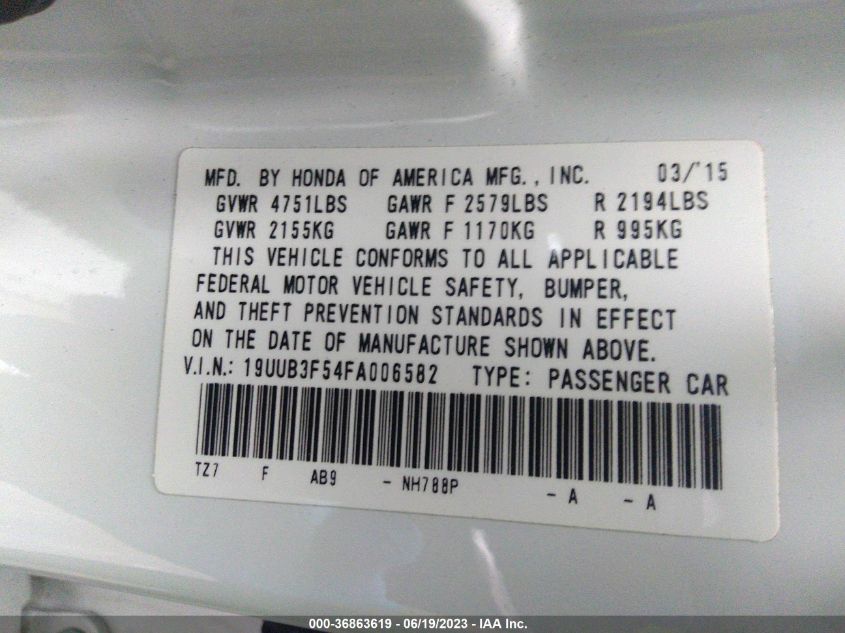 MFD. BY HONDA OF AMERICA MFG., INC. 03/'15
GVWR 4751LBS GAWR F 2579LBS R 2194LBS
GVWR 2155KG GAWR F 1170KG R 995KG
THIS VEHICLE CONFORMS TO ALL APPLICABLE
FEDERAL MOTOR VEHICLE SAFETY, BUMPER,
AND THEFT PREVENTION STANDARDS IN EFFECT
ON THE DATE OF MANUFACTURE SHOWN ABOVE.
V.I.N.: 19UUB3F54FA006582 TYPE: PASSENGER CAR
TZ7 F AB9 - NH788P - A - A
000-36863619 - 06/19/2023 - IAA Inc.